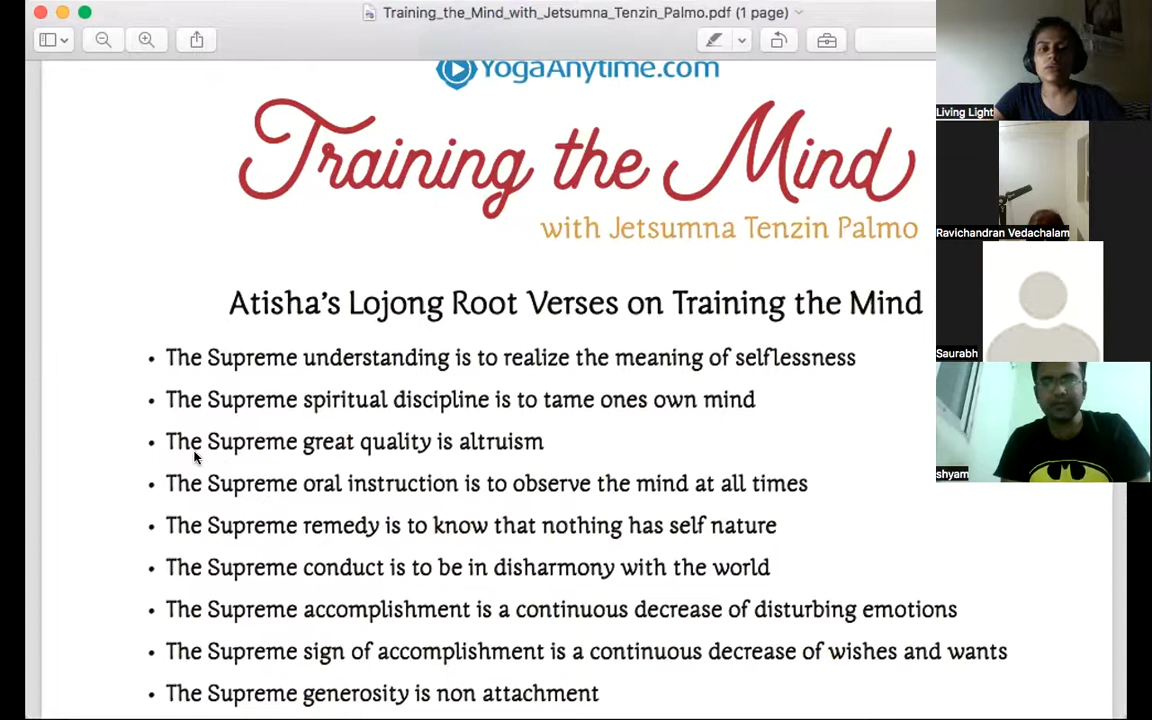 Training_the_Mind_with_Jetsumna_Tenzin_Palmo.pdf (1 page)
YogaAnytime.com
Training the Mind
with Jetsumna Tenzin Palmo
Atisha's Lojong Root Verses on Training the Mind
• The Supreme understanding is to realize the meaning of selflessness
• The Supreme spiritual discipline is to tame ones own mind
• The Supreme great quality is altruism
• The Supreme oral instruction is to observe the mind at all times
• The Supreme remedy is to know that nothing has self nature
• The Supreme conduct is to be in disharmony with the world
• The Supreme accomplishment is a continuous decrease of disturbing emotions
• The Supreme sign of accomplishment is a continuous decrease of wishes and wants
• The Supreme generosity is non attachment
Living Light
Ravichandran Vedachalam
Saurabh
shyam